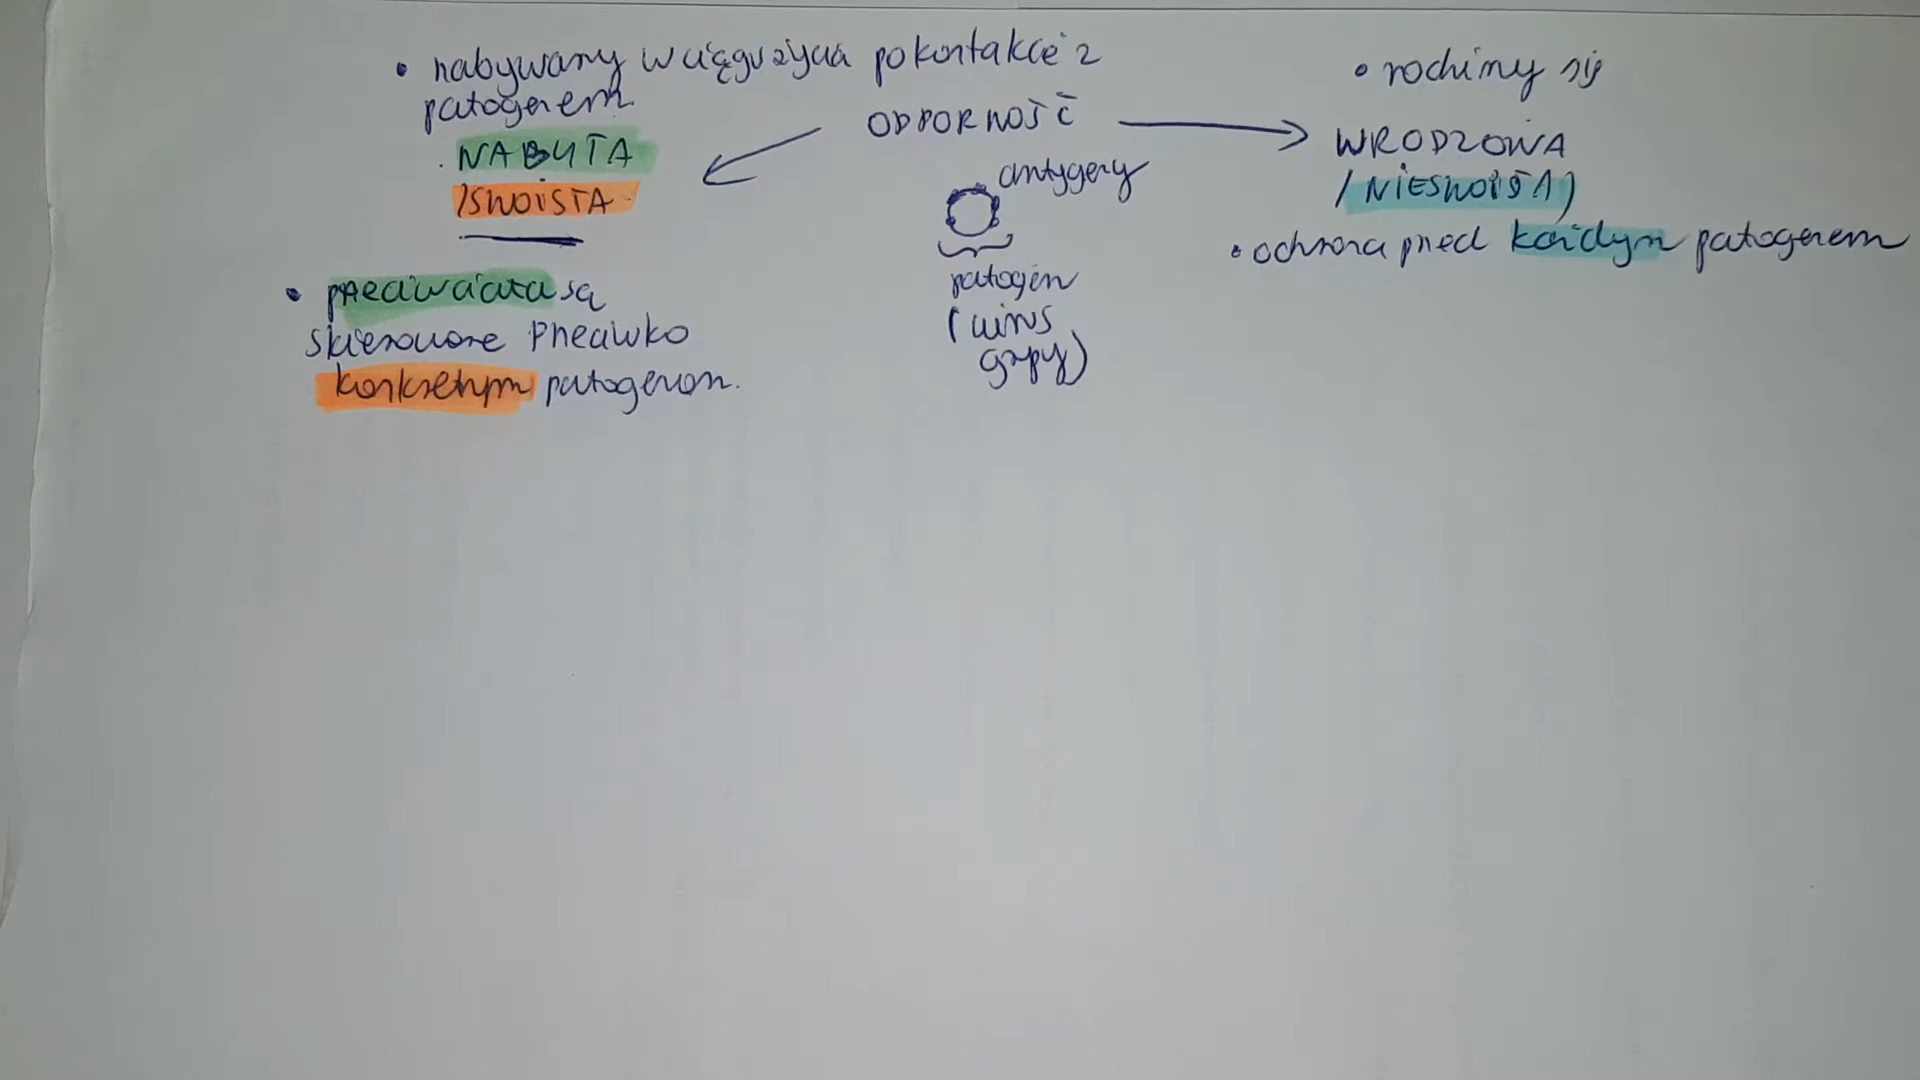 • nabywamy w ciągu życia po kontakcie z
patogenem.
NABYTA
/SWOISTA
• przeciwciała są
skierowane przeciwko
konkretnym patogenom.
ODPORNOŚĆ
antygeny
patogen
(wirus
grypy)
• rodzimy się
WRODZONA
/NIESWOISTA)
• ochrona przed każdym patogenem